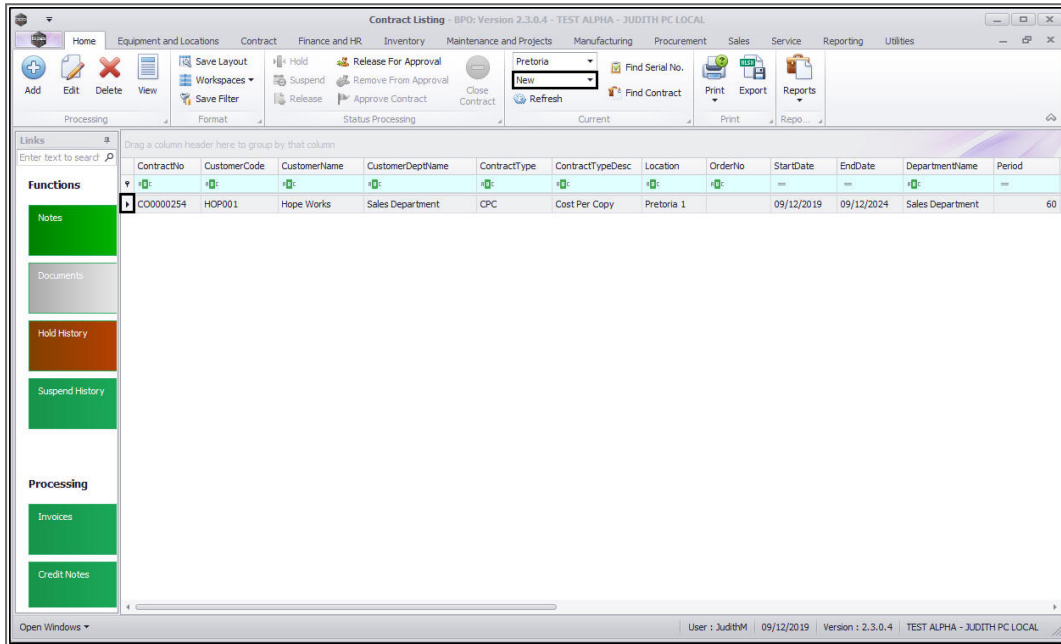 Contract Listing - BPO: Version 2.3.0.4 - TEST ALPHA - JUDITH PC LOCAL
Home Equipment and Locations Contract Finance and HR Inventory Maintenance and Projects Manufacturing Procurement Sales Service Reporting Utilities
Add Edit Delete View
Processing
Save Layout
Workspaces
Save Filter
Format
Hold Release For Approval
Suspend Remove From Approval
Release Approve Contract
Close Contract
Status Processing
Pretoria
New
Refresh
Find Serial No.
Find Contract
Current
Print Export
Print
Reports
Repo...
Links
Enter text to search
Functions
Notes
Documents
Hold History
Suspend History
Processing
Invoices
Credit Notes
Drag a column header here to group by that column
ContractNo CustomerCode CustomerName CustomerDeptName ContractType ContractTypeDesc Location OrderNo StartDate EndDate DepartmentName Period
CO0000254 HOP001 Hope Works Sales Department CPC Cost Per Copy Pretoria 1 09/12/2019 09/12/2024 Sales Department 60
Open Windows User : JudithM 09/12/2019 Version : 2.3.0.4 TEST ALPHA - JUDITH PC LOCAL